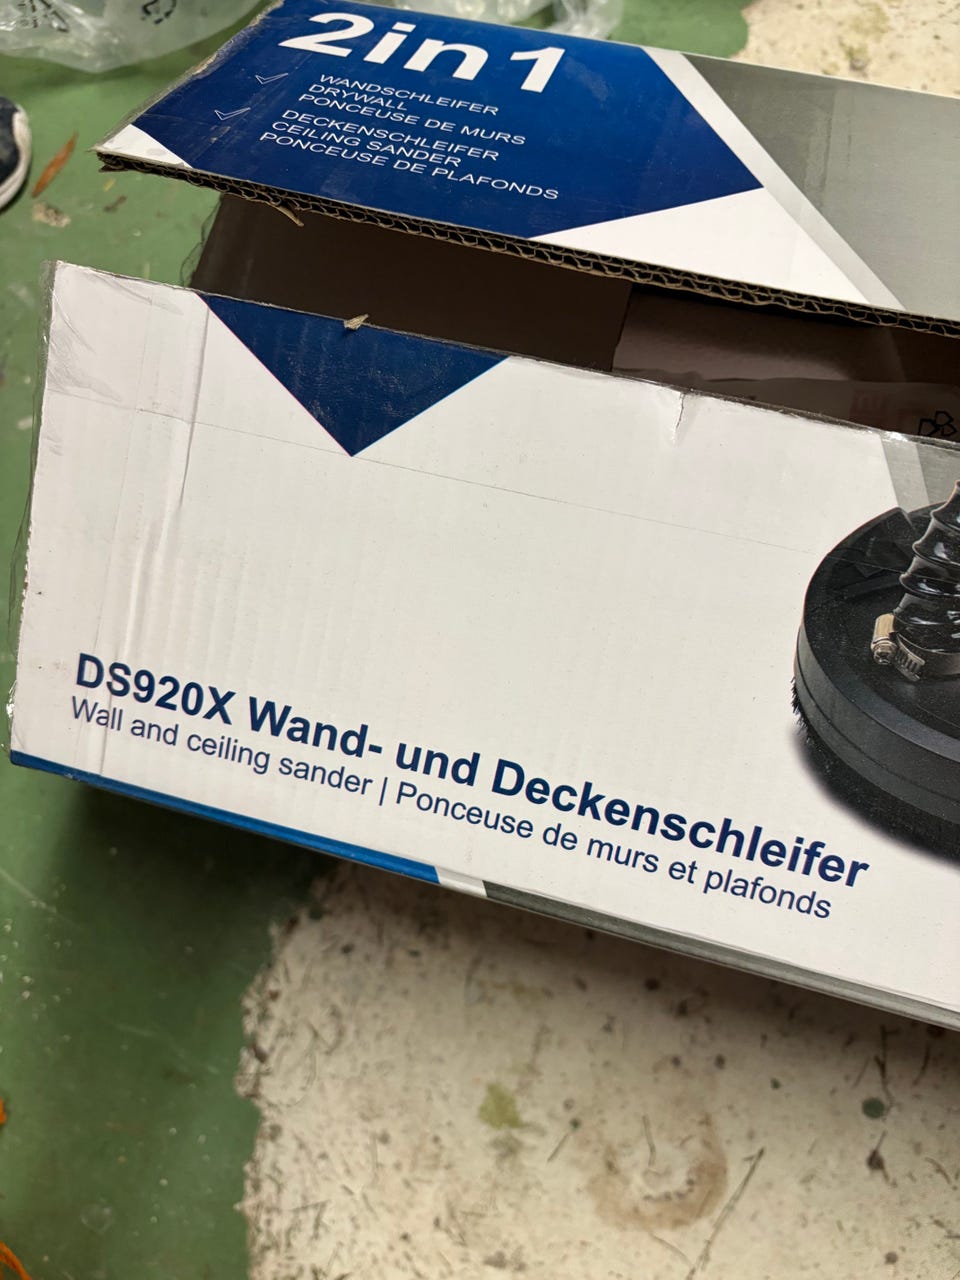 2in1
WANDSCHLEIFER
DRYWALL
PONCEUSE DE MURS
DECKENSCHLEIFER
CEILING SANDER
PONCEUSE DE PLAFONDS
DS920X Wand- und Deckenschleifer
Wall and ceiling sander | Ponceuse de murs et plafonds